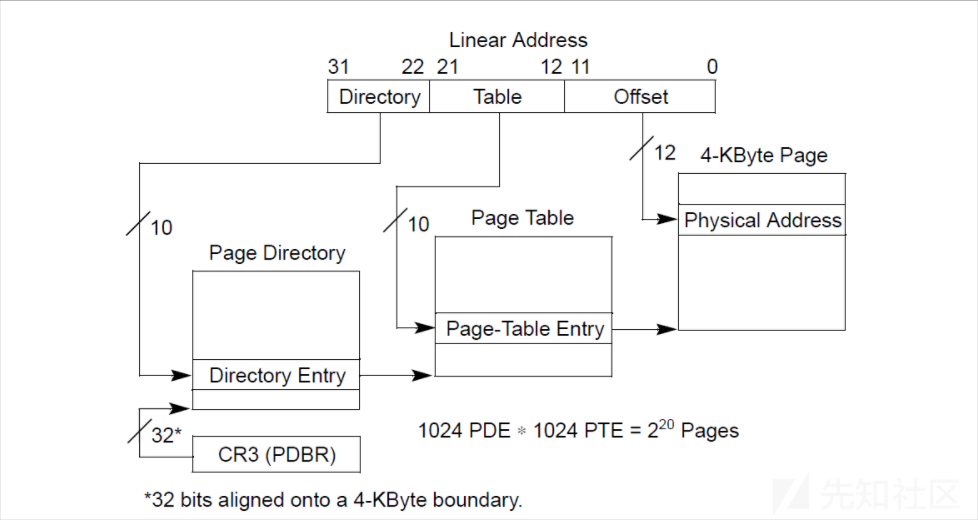 Linear Address
31 22 21 12 11 0
Directory Table Offset
12
4-KByte Page
Physical Address
10
10
Page Table
Page Directory
Page-Table Entry
Directory Entry
32*
1024 PDE ∗ 1024 PTE = 2²⁰ Pages
CR3 (PDBR)
*32 bits aligned onto a 4-KByte boundary.
先知社区